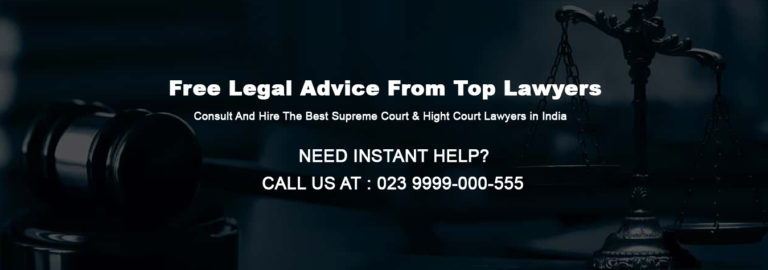 Free Legal Advice From Top Lawyers
Consult And Hire The Best Supreme Court & Hight Court Lawyers in India
NEED INSTANT HELP?
CALL US AT : 023 9999-000-555